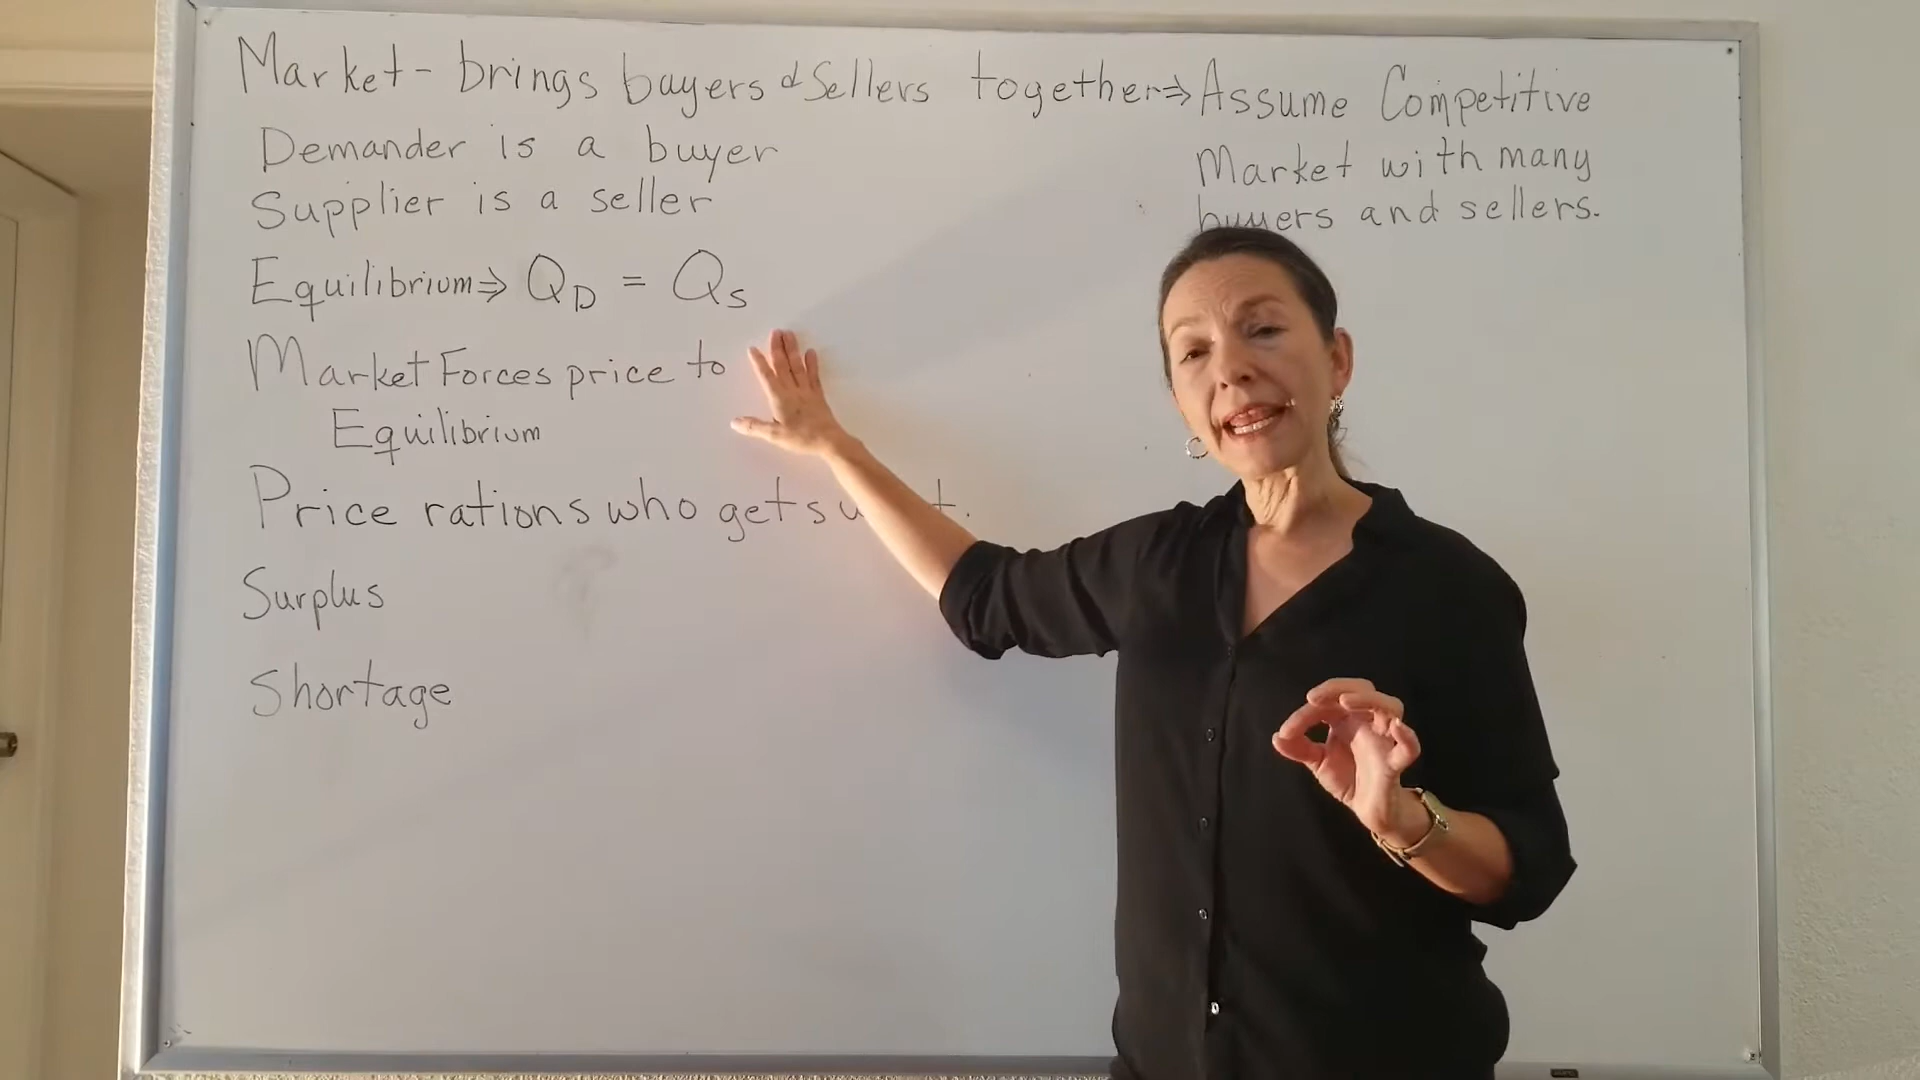 Market - brings buyers & Sellers together ⇒ Assume Competitive
Market with many
buyers and sellers.
Demander is a buyer
Supplier is a seller
Equilibrium ⇒ QD = QS
Market Forces price to
Equilibrium
Price rations who gets
Surplus
Shortage